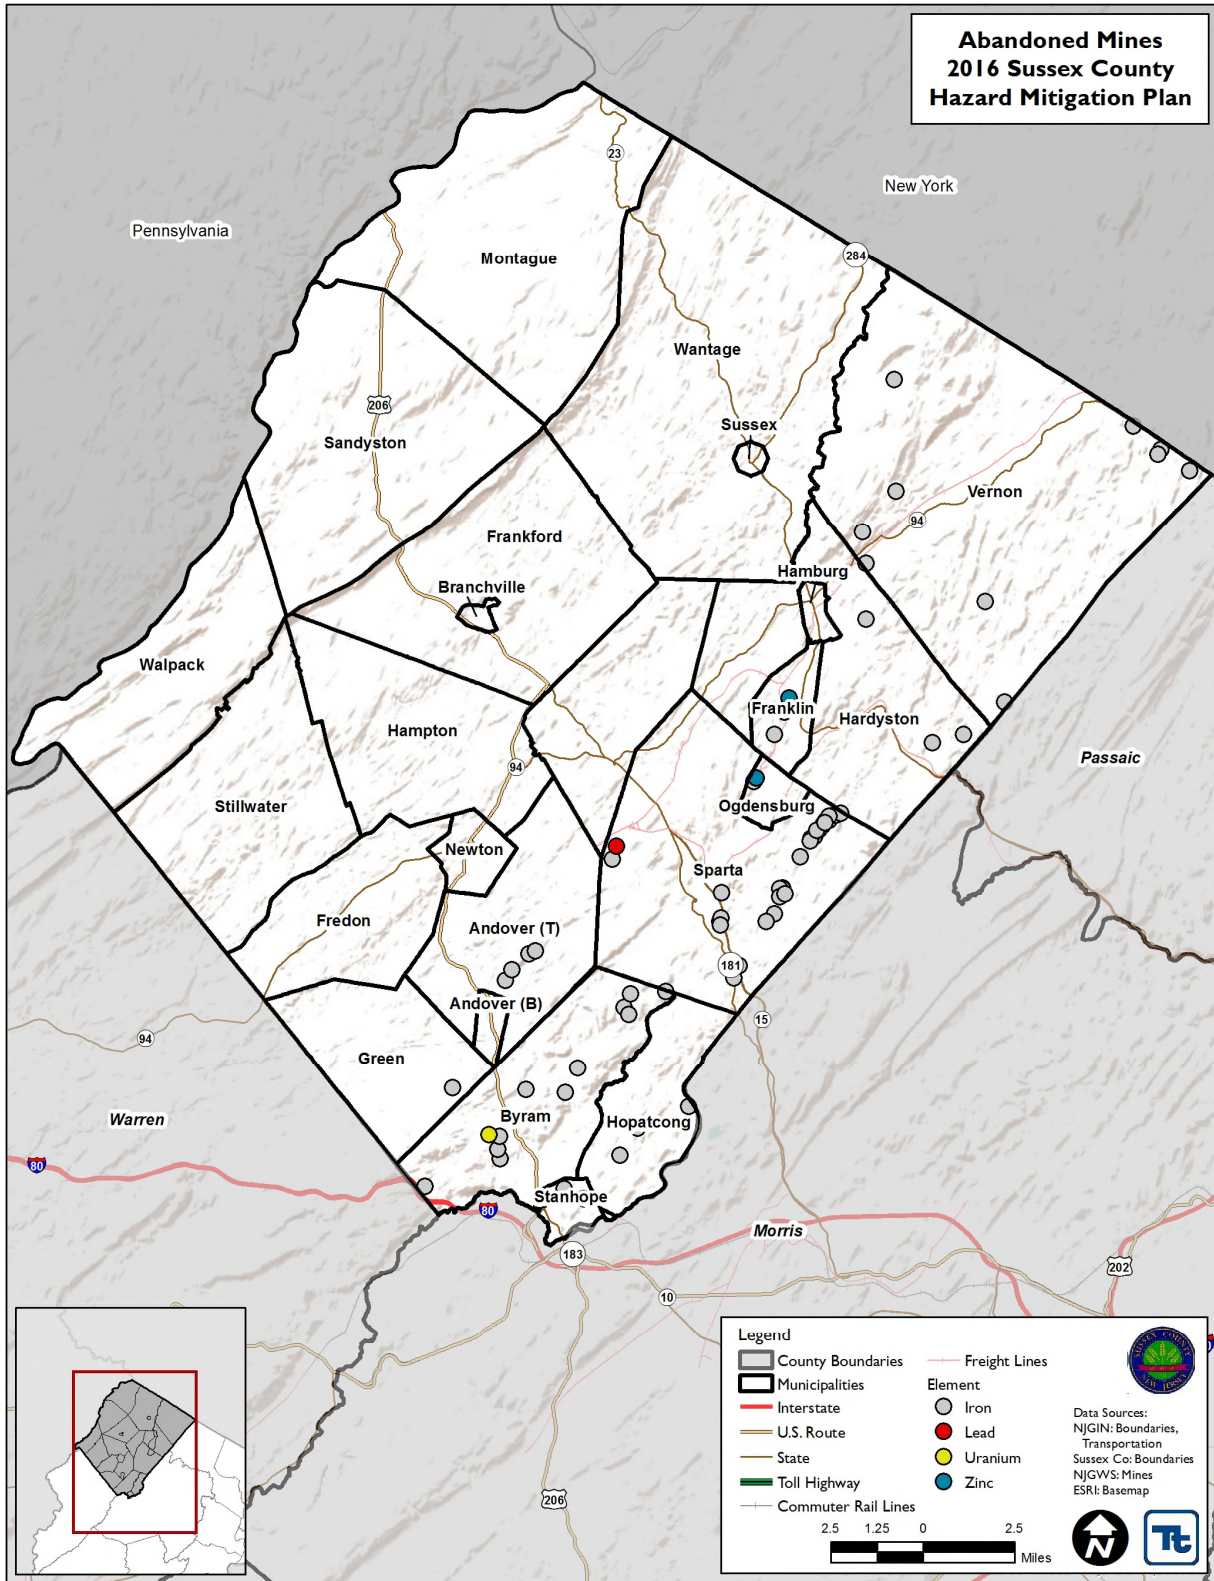 Abandoned Mines
2016 Sussex County
Hazard Mitigation Plan
New York
Pennsylvania
23
284
Montague
Wantage
206
Sussex
Sandyston
Vernon
94
Frankford
Hamburg
Branchville
Walpack
Franklin
Hardyston
Hampton
Passaic
94
Stillwater
Ogdensburg
Newton
Sparta
Fredon
Andover (T)
181
Andover (B)
15
94
Green
Warren
Byram
Hopatcong
80
Stanhope
80
Morris
183
202
10
206
Legend
County Boundaries
Municipalities
Interstate
U.S. Route
State
Toll Highway
Commuter Rail Lines
Freight Lines
Element
Iron
Lead
Uranium
Zinc
SUSSEX COUNTY
NEW JERSEY
Data Sources:
NJGIN: Boundaries,
Transportation
Sussex Co: Boundaries
NJGWS: Mines
ESRI: Basemap
2.5 1.25 0 2.5
Miles
N
Tt